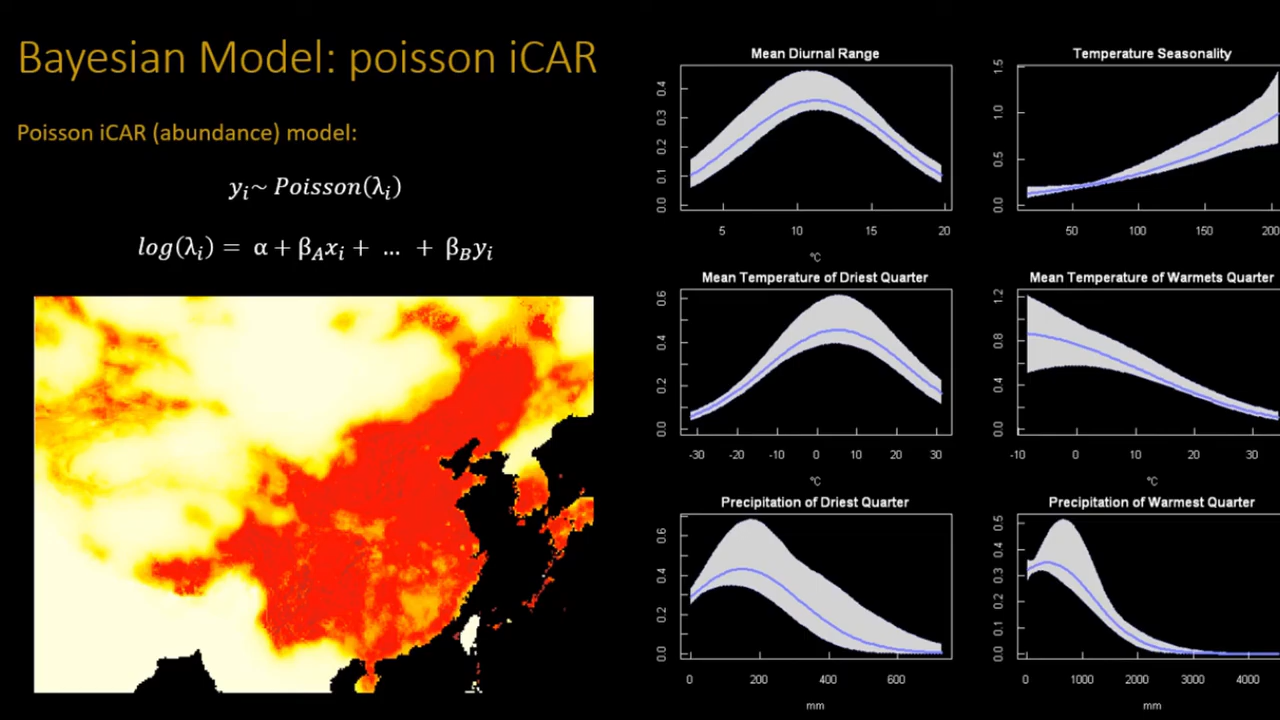 Bayesian Model: poisson iCAR
Poisson iCAR (abundance) model:
yᵢ~ Poisson(λᵢ)
log(λᵢ) = α + β_A xᵢ + … + β_B yᵢ
Mean Diurnal Range
0.4
0.3
0.2
0.1
0.0
5 10 15 20
°C
Temperature Seasonality
1.5
1.0
0.5
0.0
50 100 150 200
Mean Temperature of Driest Quarter
0.6
0.4
0.2
0.0
-30 -20 -10 0 10 20 30
°C
Mean Temperature of Warmets Quarter
1.2
0.8
0.4
0.0
-10 0 10 20 30
°C
Precipitation of Driest Quarter
0.6
0.4
0.2
0.0
0 200 400 600
mm
Precipitation of Warmest Quarter
0.5
0.4
0.3
0.2
0.1
0.0
0 1000 2000 3000 4000
mm